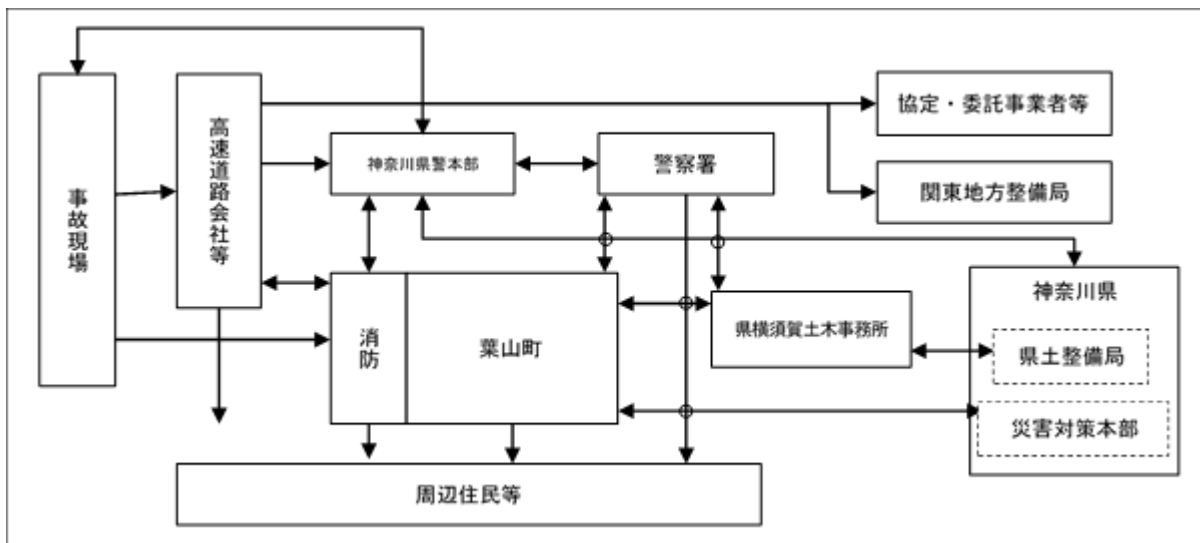 事故現場
高速道路会社等
神奈川県警本部
警察署
協定・委託事業者等
関東地方整備局
消防
葉山町
県横須賀土木事務所
神奈川県
県土整備局
災害対策本部
周辺住民等